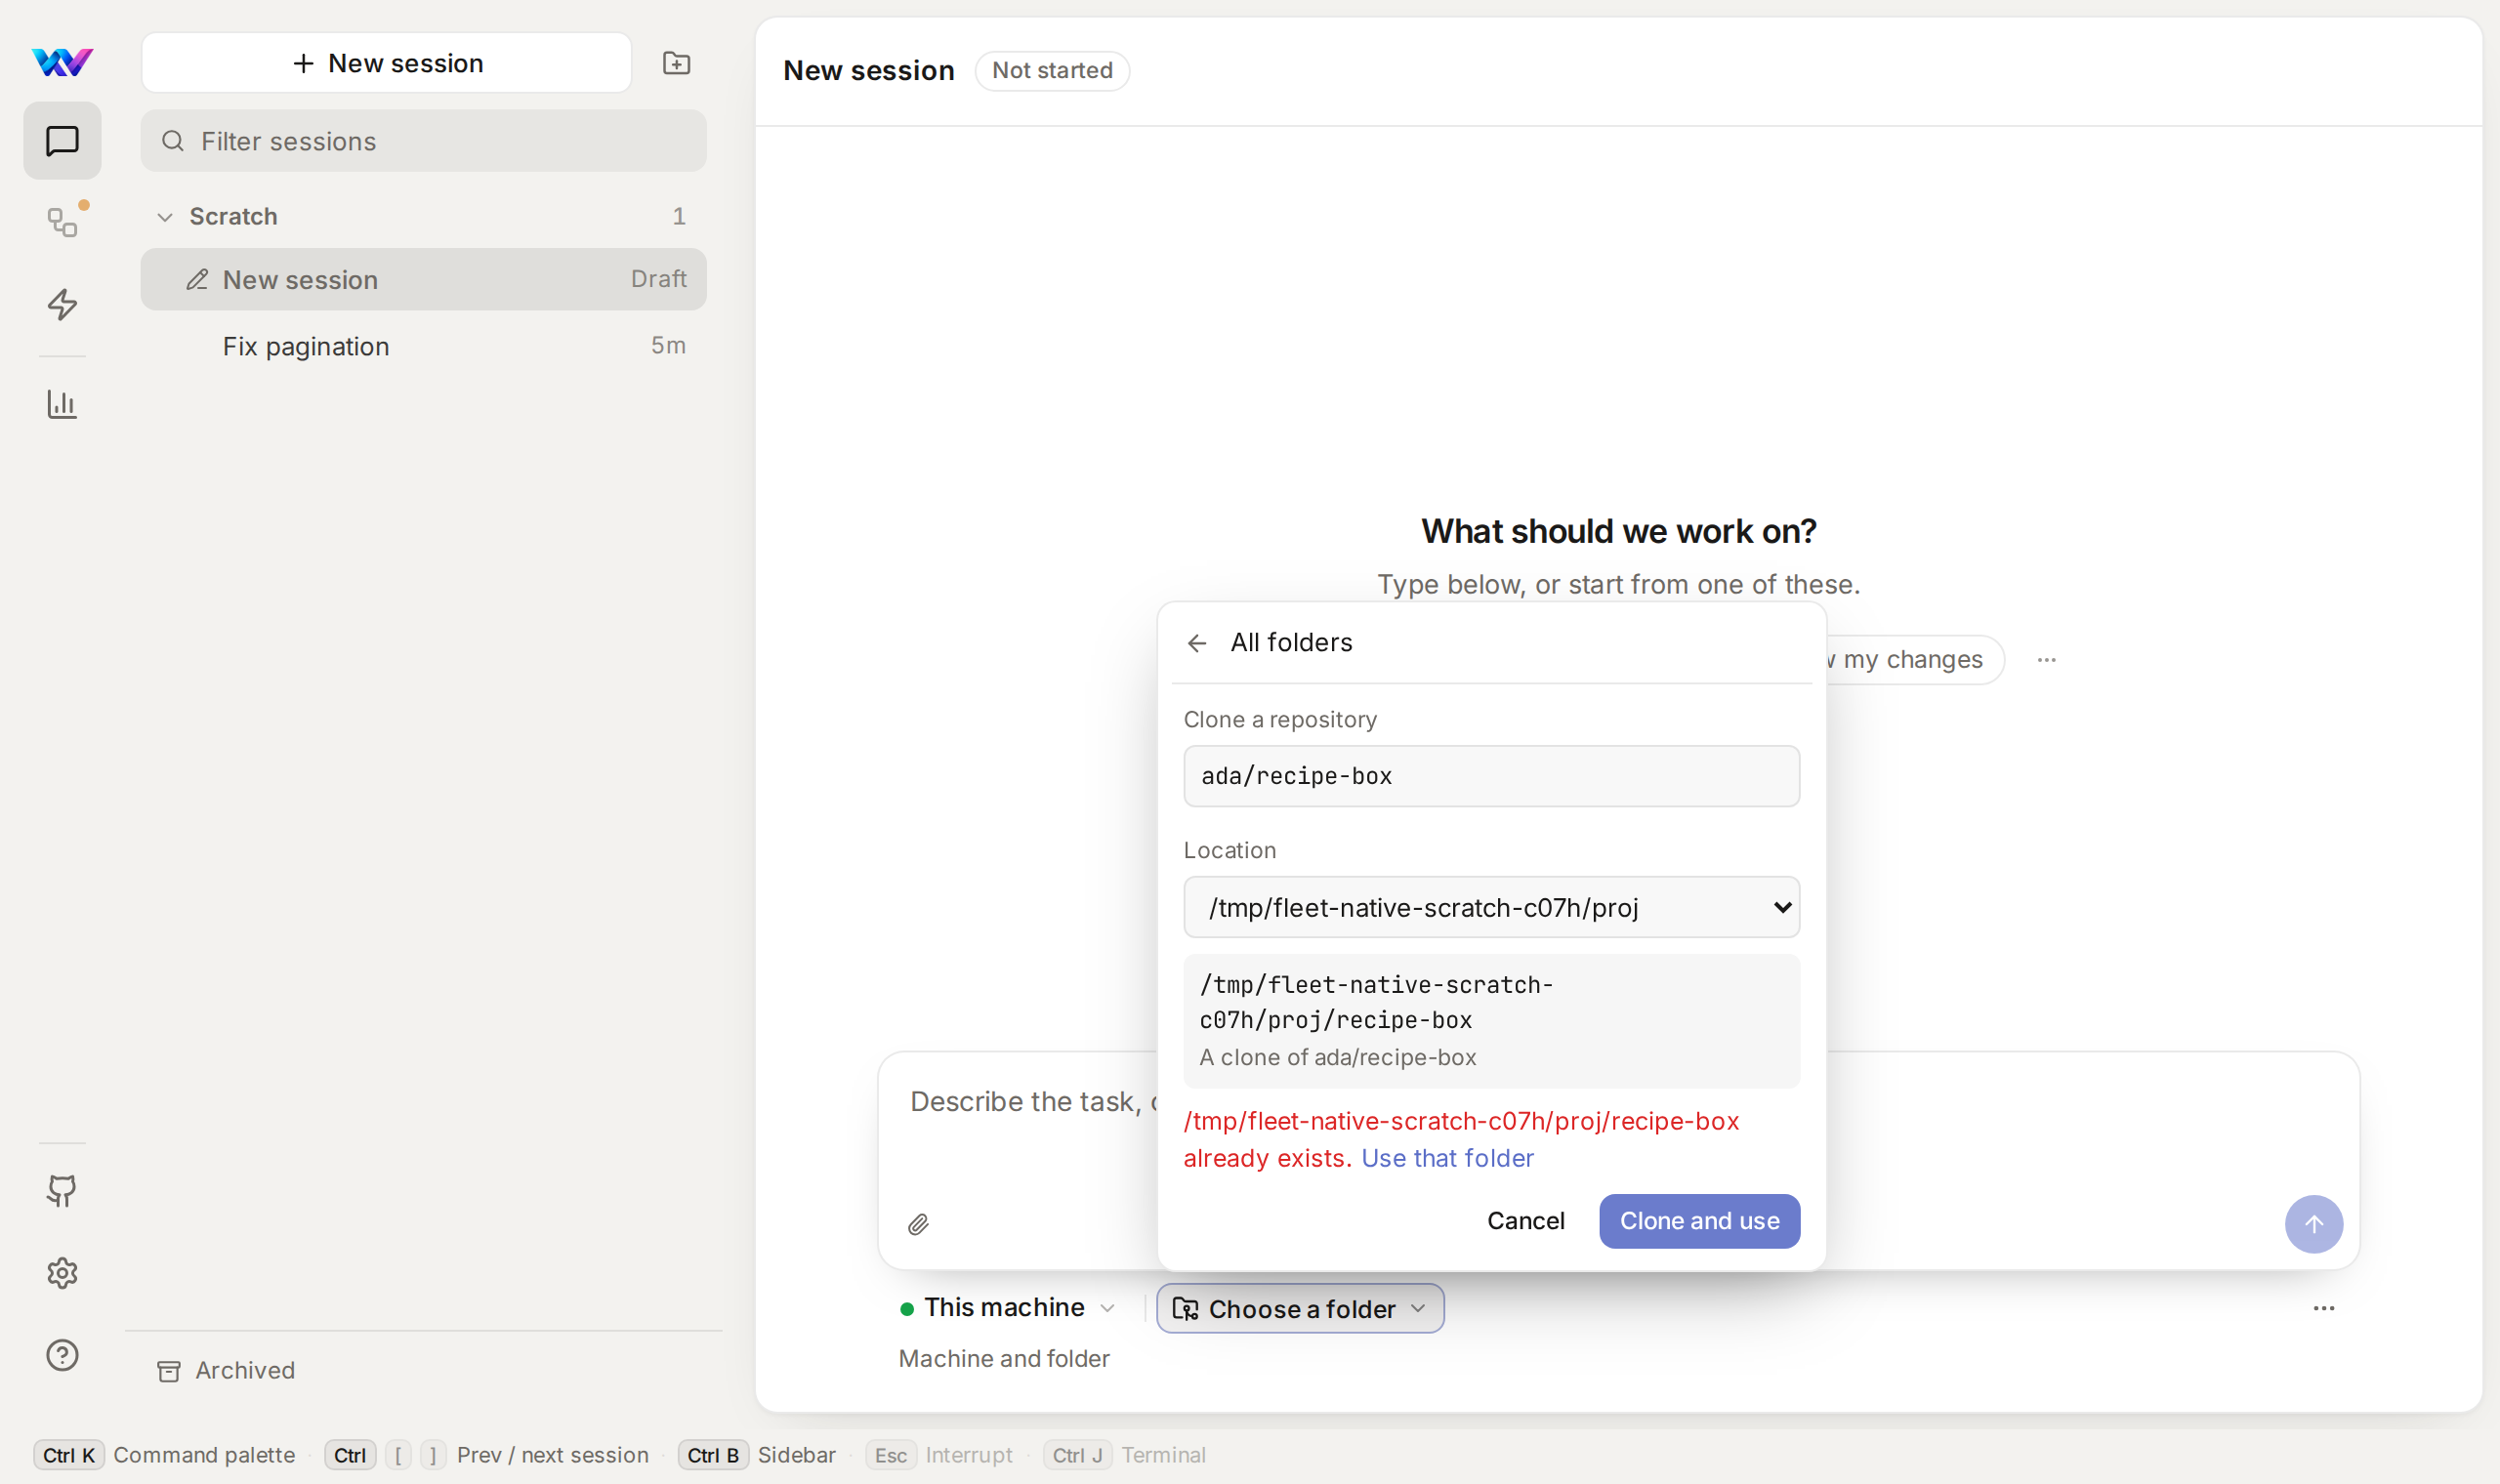 New session
Filter sessions
Scratch 1
New session Draft
Fix pagination 5m
Archived
New session Not started
What should we work on?
Type below, or start from one of these.
my changes
All folders
Clone a repository
ada/recipe-box
Location
/tmp/fleet-native-scratch-c07h/proj
/tmp/fleet-native-scratch-
c07h/proj/recipe-box
A clone of ada/recipe-box
/tmp/fleet-native-scratch-c07h/proj/recipe-box
already exists. Use that folder
Cancel Clone and use
Describe the task,
This machine Choose a folder
Machine and folder
Ctrl K Command palette · Ctrl [ ] Prev / next session · Ctrl B Sidebar · Esc Interrupt · Ctrl J Terminal